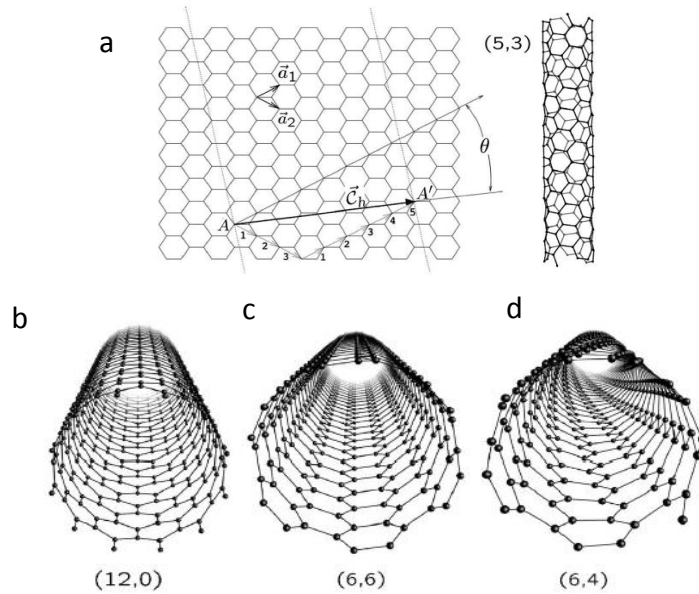 a
(5,3)
a⃗1
a⃗2
θ
C⃗h
A
A′
1
2
3
1
2
3
4
5
b
c
d
(12,0)
(6,6)
(6,4)